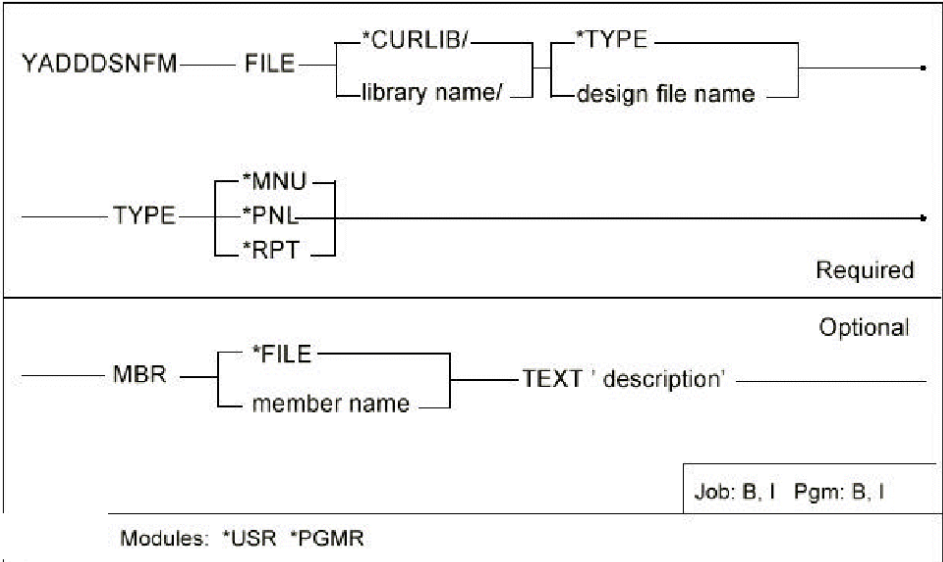 *CURLIB/ *TYPE
YADDDSNFM FILE
library name/ design file name
*MNU
TYPE *PNL
*RPT
Required
Optional
*FILE
MBR TEXT ' description'
member name
Job: B, I Pgm: B, I
Modules: *USR *PGMR